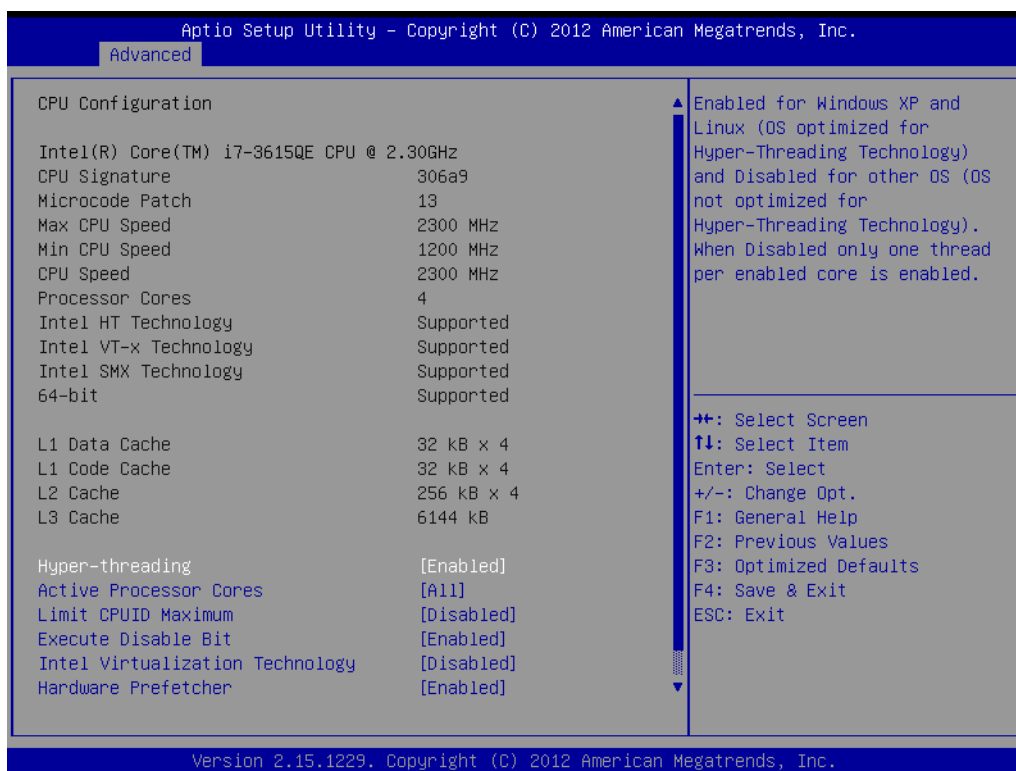 Aptio Setup Utility - Copyright (C) 2012 American Megatrends, Inc.
Advanced
CPU Configuration
Intel(R) Core(TM) i7-3615QE CPU @ 2.30GHz
CPU Signature 306a9
Microcode Patch 13
Max CPU Speed 2300 MHz
Min CPU Speed 1200 MHz
CPU Speed 2300 MHz
Processor Cores 4
Intel HT Technology Supported
Intel VT-x Technology Supported
Intel SMX Technology Supported
64-bit Supported
L1 Data Cache 32 kB x 4
L1 Code Cache 32 kB x 4
L2 Cache 256 kB x 4
L3 Cache 6144 kB
Hyper-threading [Enabled]
Active Processor Cores [All]
Limit CPUID Maximum [Disabled]
Execute Disable Bit [Enabled]
Intel Virtualization Technology [Disabled]
Hardware Prefetcher [Enabled]
Enabled for Windows XP and
Linux (OS optimized for
Hyper-Threading Technology)
and Disabled for other OS (OS
not optimized for
Hyper-Threading Technology).
When Disabled only one thread
per enabled core is enabled.
→←: Select Screen
↑↓: Select Item
Enter: Select
+/-: Change Opt.
F1: General Help
F2: Previous Values
F3: Optimized Defaults
F4: Save & Exit
ESC: Exit
Version 2.15.1229. Copyright (C) 2012 American Megatrends, Inc.